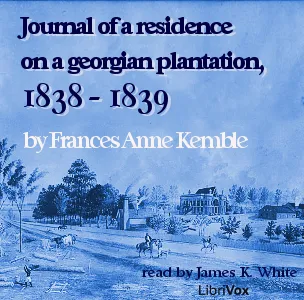 Journal of a residence
on a georgian plantation,
1838 - 1839
by Frances Anne Kemble
read by James K. White
LibriVox